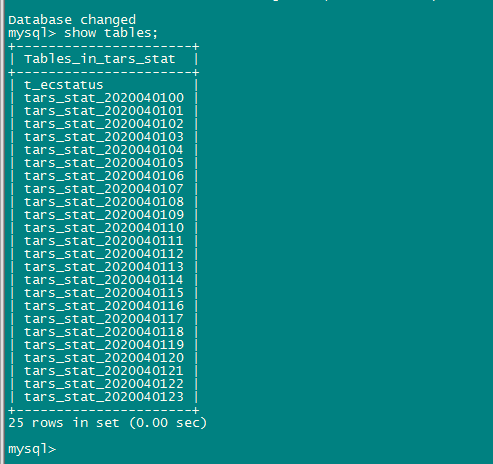 Database changed
mysql> show tables;
+----------------------+
| Tables_in_tars_stat  |
+----------------------+
| t_ecstatus           |
| tars_stat_2020040100 |
| tars_stat_2020040101 |
| tars_stat_2020040102 |
| tars_stat_2020040103 |
| tars_stat_2020040104 |
| tars_stat_2020040105 |
| tars_stat_2020040106 |
| tars_stat_2020040107 |
| tars_stat_2020040108 |
| tars_stat_2020040109 |
| tars_stat_2020040110 |
| tars_stat_2020040111 |
| tars_stat_2020040112 |
| tars_stat_2020040113 |
| tars_stat_2020040114 |
| tars_stat_2020040115 |
| tars_stat_2020040116 |
| tars_stat_2020040117 |
| tars_stat_2020040118 |
| tars_stat_2020040119 |
| tars_stat_2020040120 |
| tars_stat_2020040121 |
| tars_stat_2020040122 |
| tars_stat_2020040123 |
+----------------------+
25 rows in set (0.00 sec)
mysql>